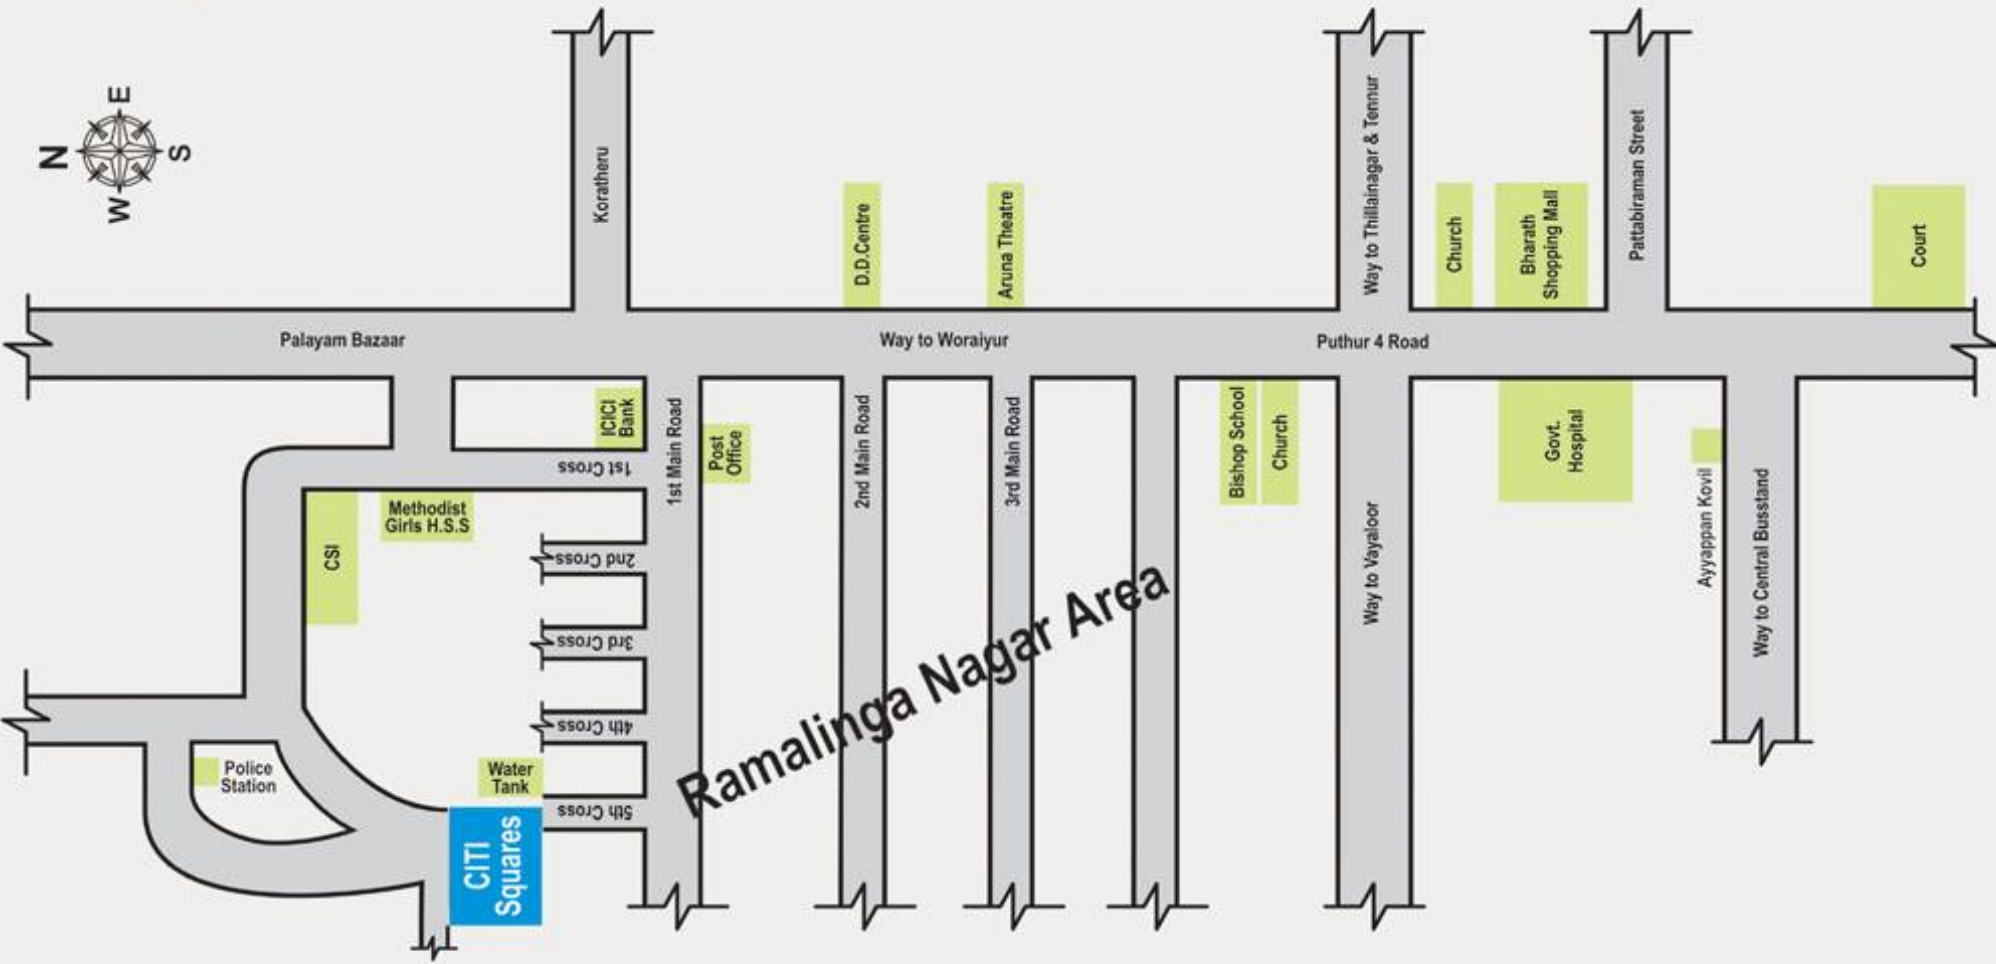 E
N
S
W
Koratheru
Way to Thillainagar & Tennur
Pattabiraman Street
D.D.Centre
Aruna Theatre
Church
Bharath
Shopping Mall
Court
Palayam Bazaar
Way to Woraiyur
Puthur 4 Road
ICICI
Bank
1st Main Road
Post
Office
2nd Main Road
3rd Main Road
Bishop School
Church
Govt.
Hospital
1st Cross
Methodist
Girls H.S.S
CSI
2nd Cross
3rd Cross
4th Cross
5th Cross
Way to Vayaloor
Ayyappan Kovil
Way to Central Busstand
Ramalinga Nagar Area
Police
Station
Water
Tank
CITI
Squares